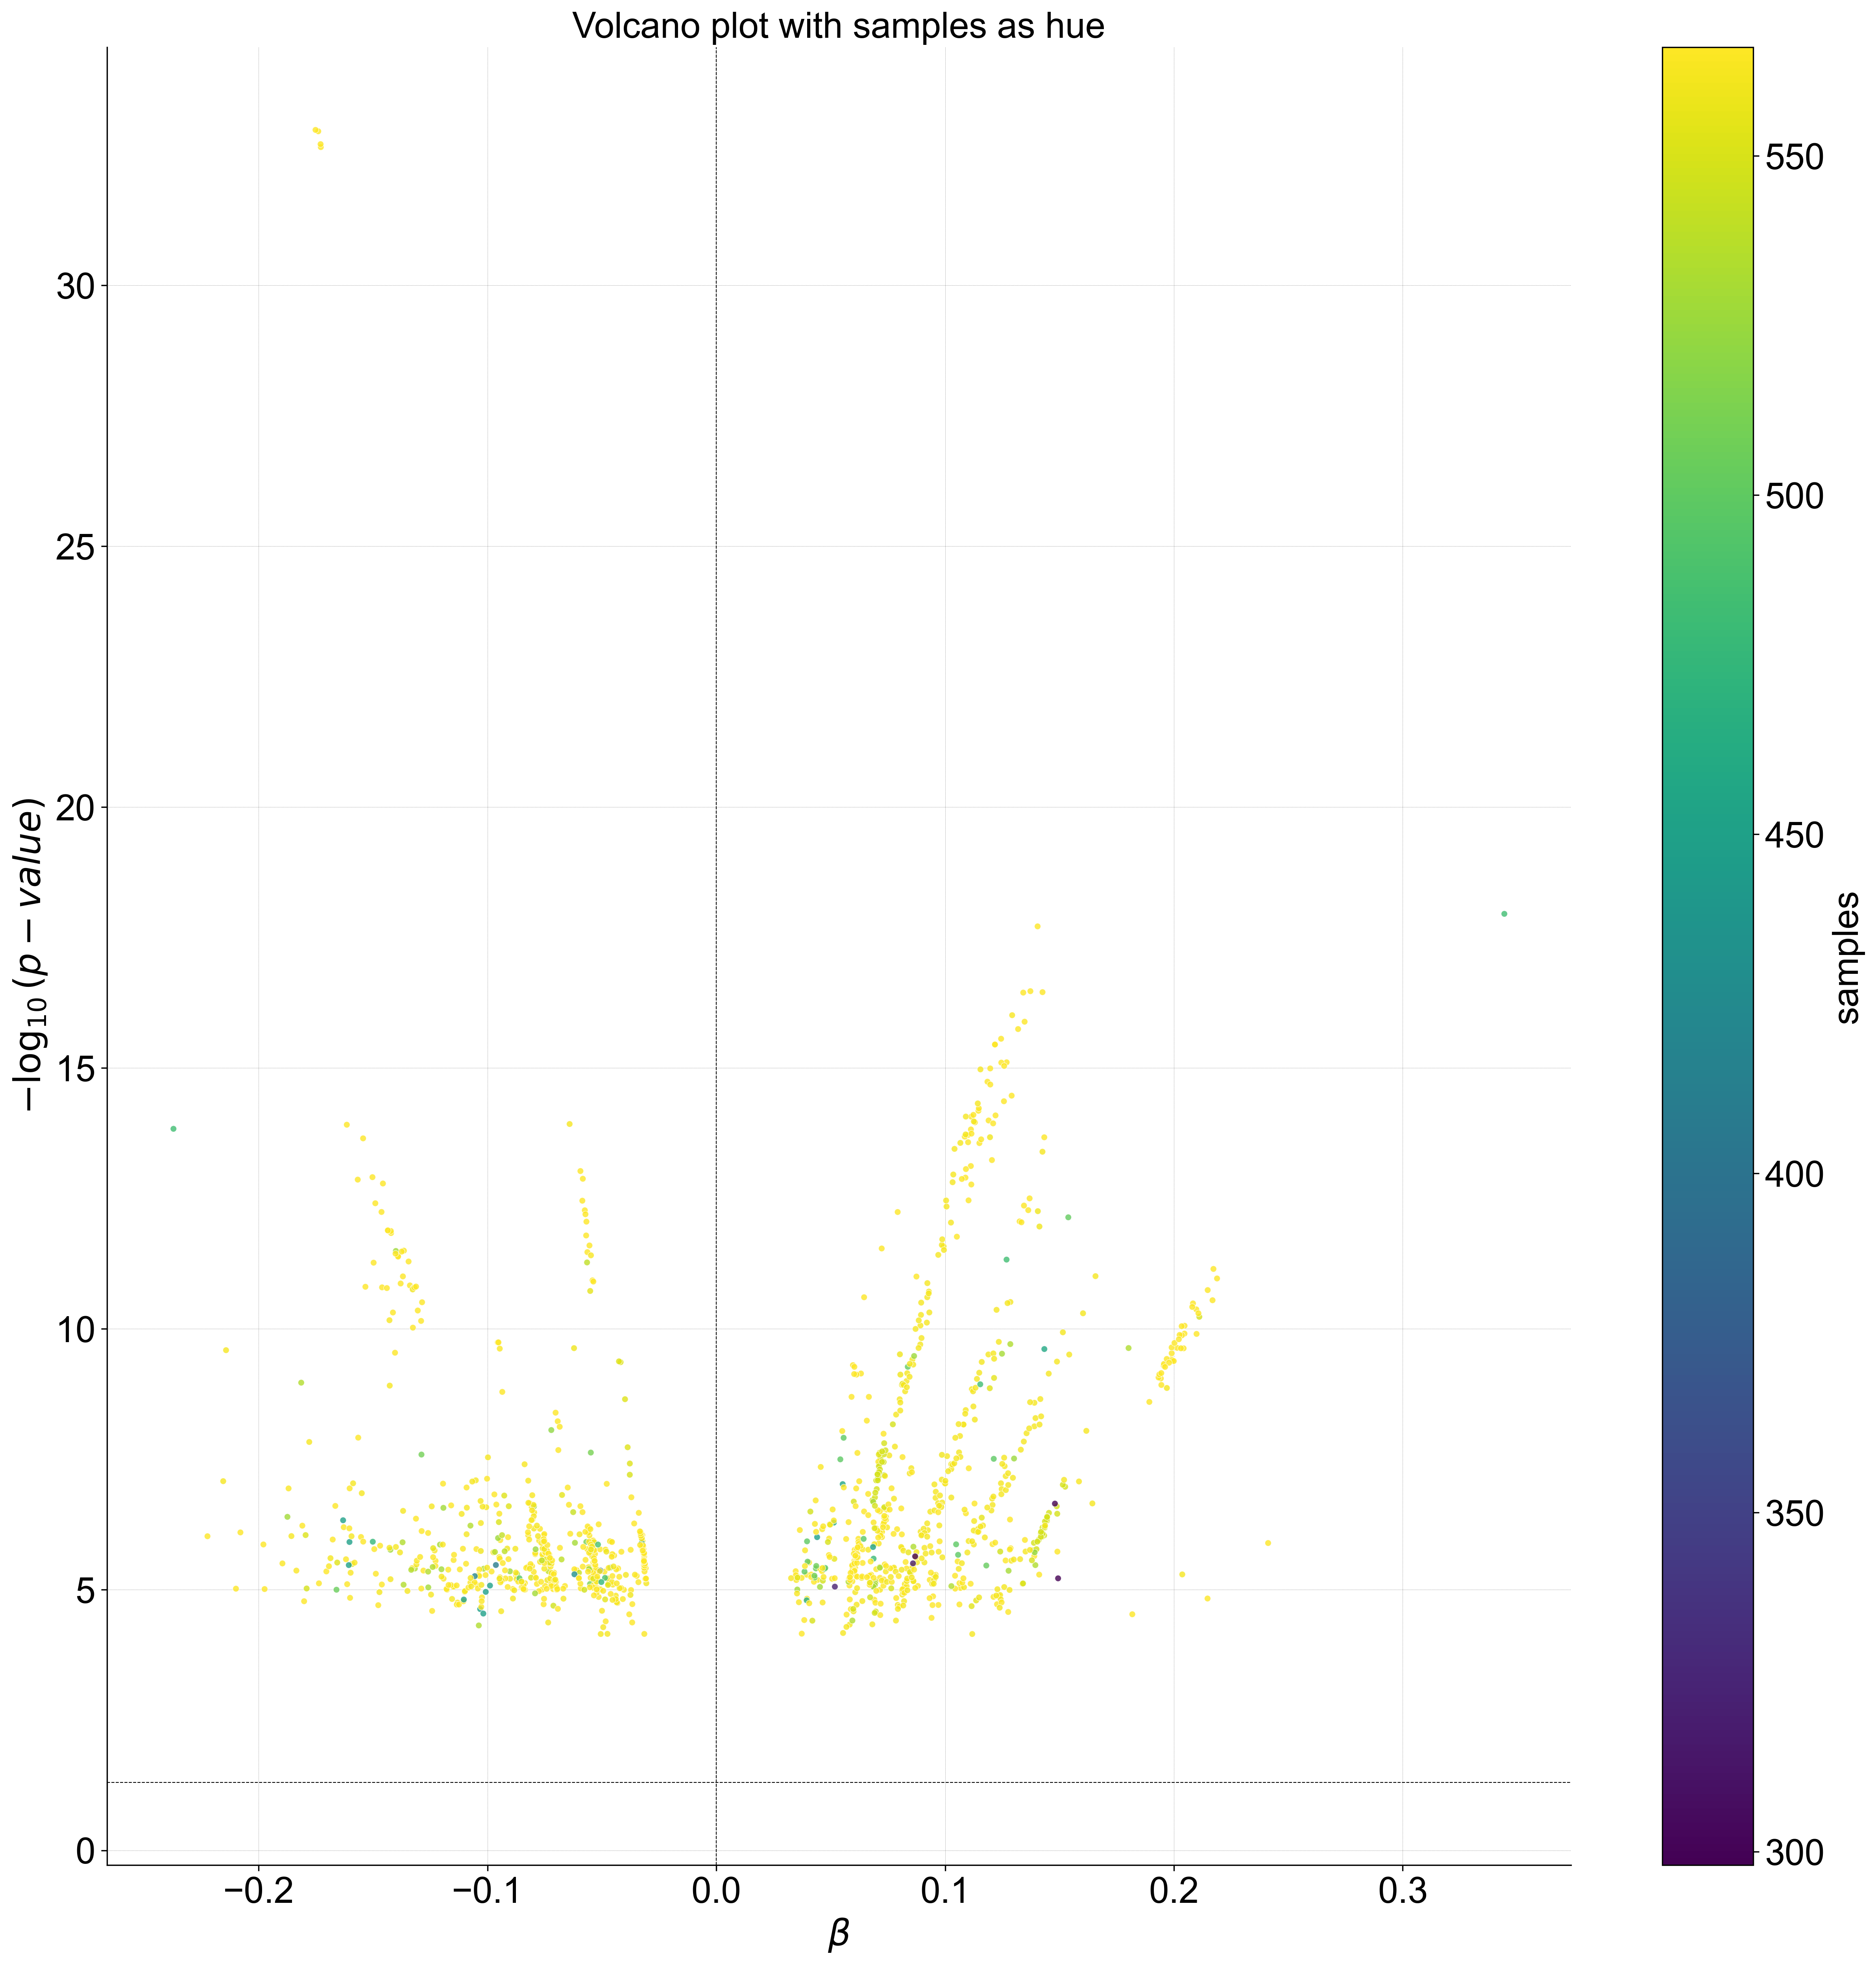 Volcano plot with samples as hue
30
25
20
15
10
5
0
−log₁₀(p − value)
−0.2 −0.1 0.0 0.1 0.2 0.3
β
550
500
450
400
350
300
samples